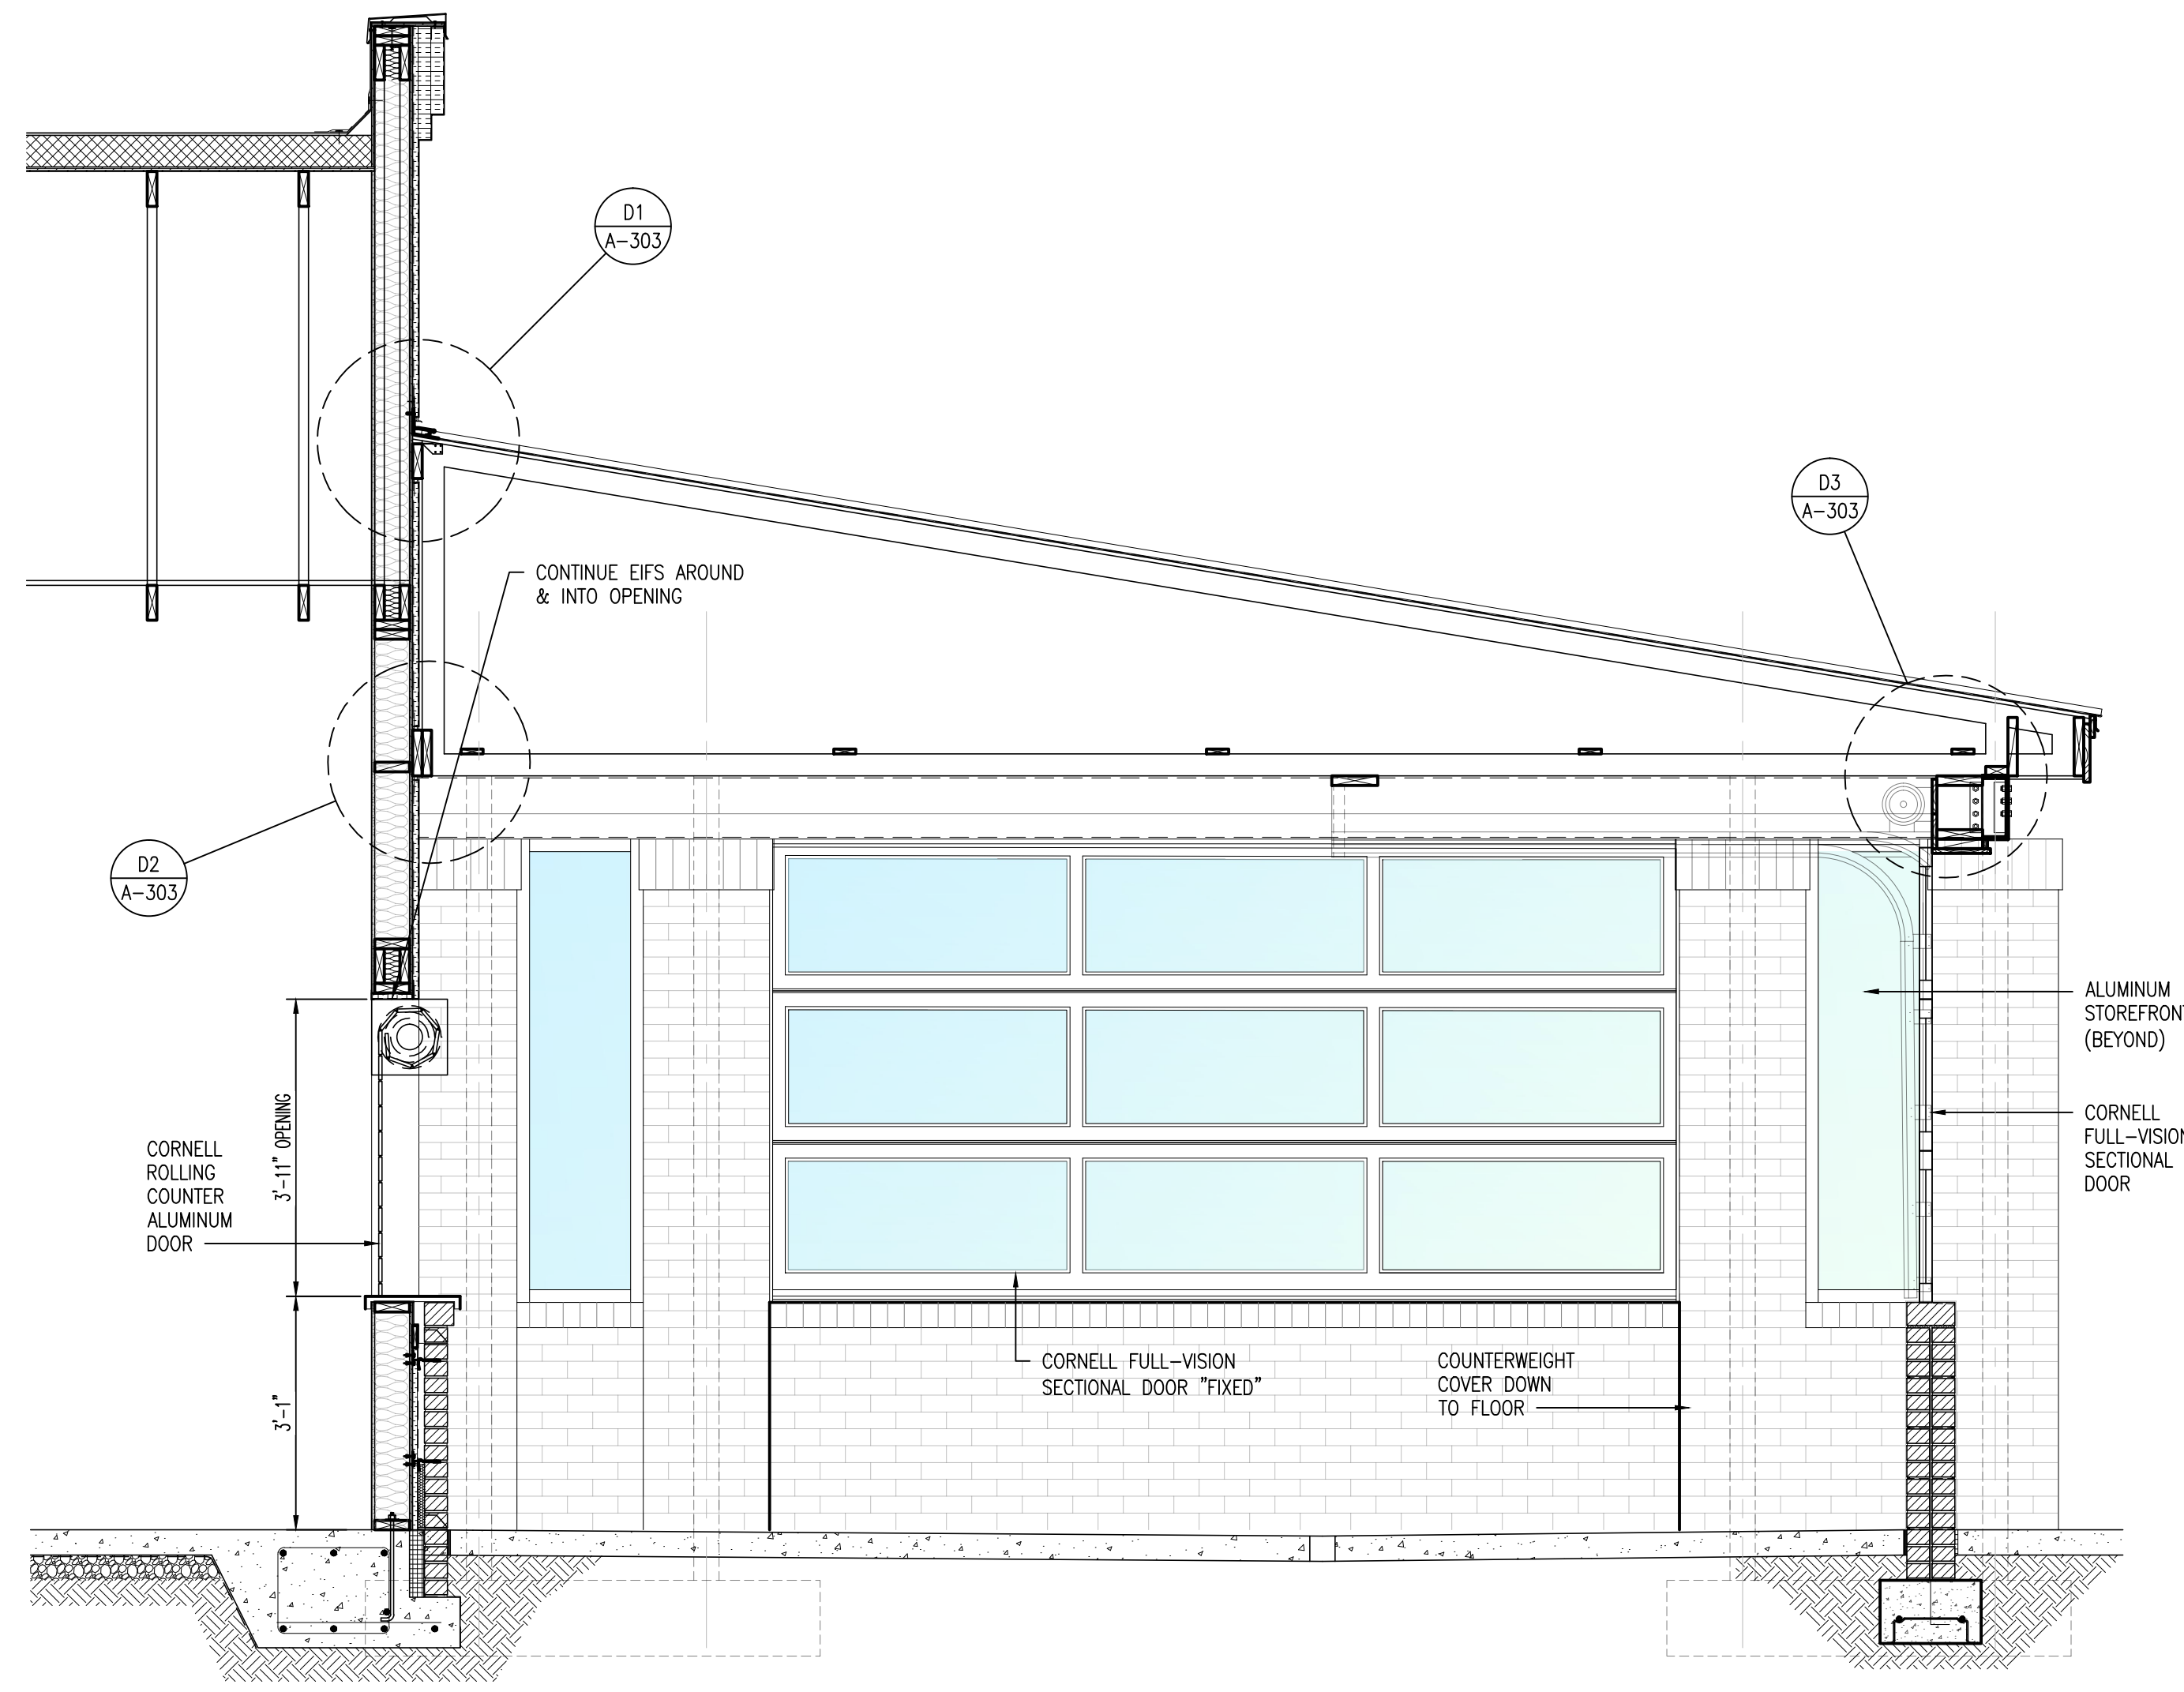 D1
A-303
D3
A-303
CONTINUE EIFS AROUND
& INTO OPENING
D2
A-303
ALUMINUM
STOREFRONT
(BEYOND)
3'-11" OPENING
CORNELL
FULL-VISION
SECTIONAL
DOOR
CORNELL
ROLLING
COUNTER
ALUMINUM
DOOR
CORNELL FULL-VISION
SECTIONAL DOOR "FIXED"
COUNTERWEIGHT
COVER DOWN
TO FLOOR
3'-1"